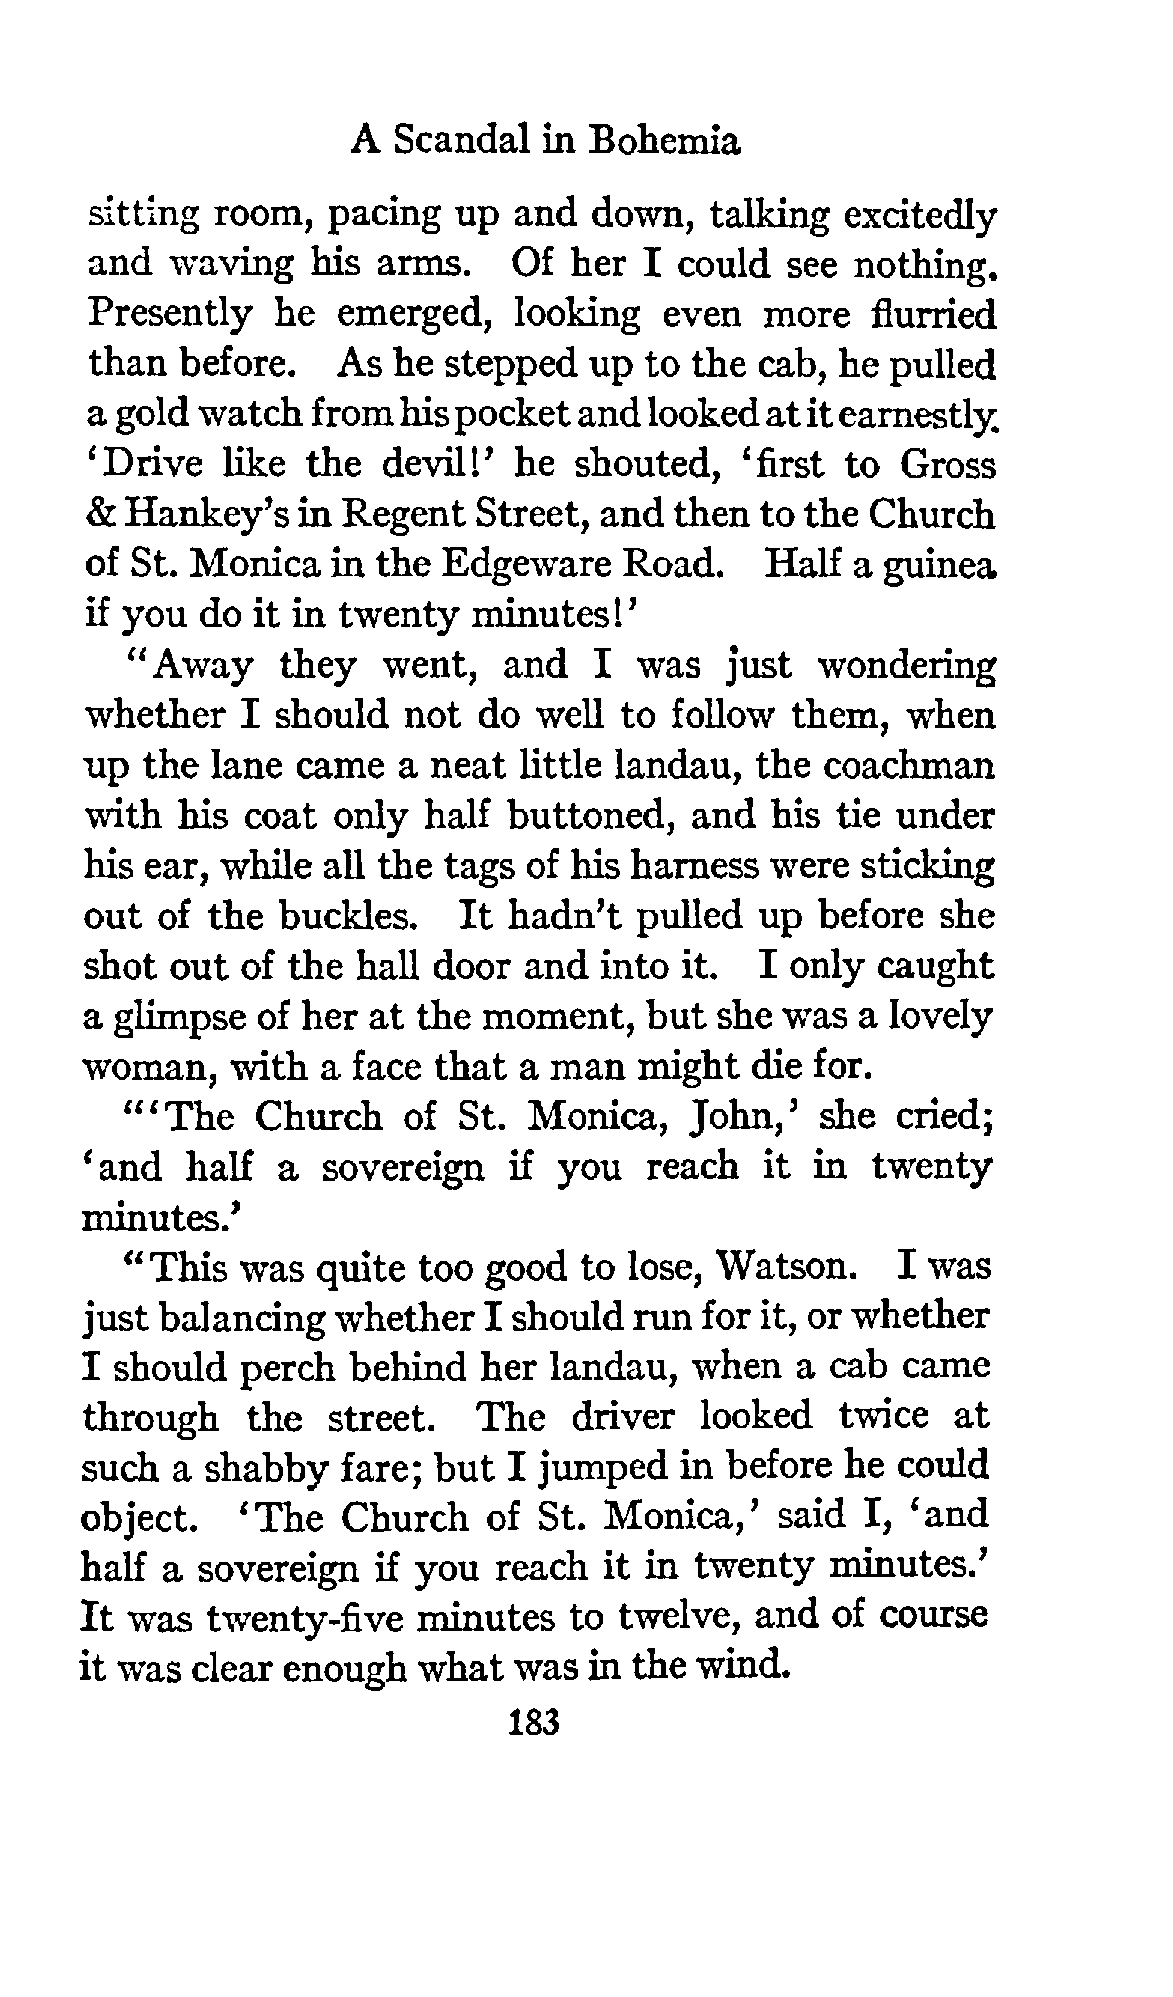 A Scandal in Bohemia
sitting room, pacing up and down, talking excitedly
and waving his arms. Of her I could see nothing.
Presently he emerged, looking even more flurried
than before. As he stepped up to the cab, he pulled
a gold watch from his pocket and looked at it earnestly.
‘Drive like the devil!’ he shouted, ‘first to Gross
& Hankey’s in Regent Street, and then to the Church
of St. Monica in the Edgeware Road. Half a guinea
if you do it in twenty minutes!’
“Away they went, and I was just wondering
whether I should not do well to follow them, when
up the lane came a neat little landau, the coachman
with his coat only half buttoned, and his tie under
his ear, while all the tags of his harness were sticking
out of the buckles. It hadn’t pulled up before she
shot out of the hall door and into it. I only caught
a glimpse of her at the moment, but she was a lovely
woman, with a face that a man might die for.
“‘The Church of St. Monica, John,’ she cried;
‘and half a sovereign if you reach it in twenty
minutes.’
“This was quite too good to lose, Watson. I was
just balancing whether I should run for it, or whether
I should perch behind her landau, when a cab came
through the street. The driver looked twice at
such a shabby fare; but I jumped in before he could
object. ‘The Church of St. Monica,’ said I, ‘and
half a sovereign if you reach it in twenty minutes.’
It was twenty-five minutes to twelve, and of course
it was clear enough what was in the wind.
183